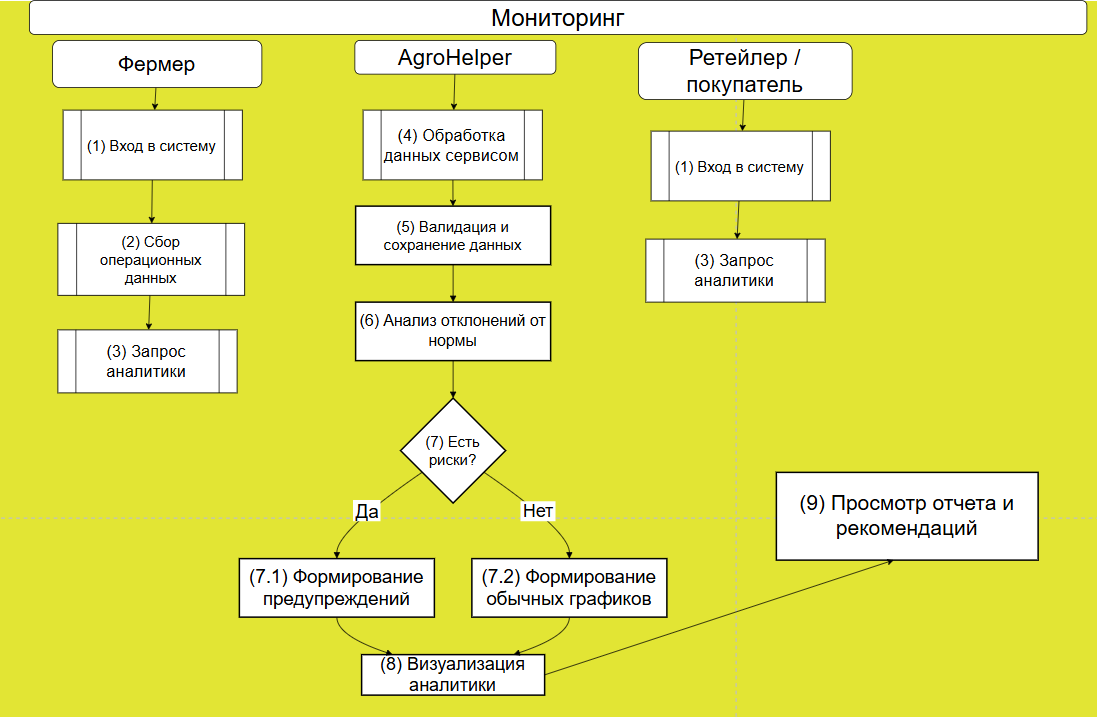 Мониторинг
Фермер
(1) Вход в систему
(2) Сбор
операционных
данных
(3) Запрос
аналитики
AgroHelper
(4) Обработка
данных сервисом
(5) Валидация и
сохранение данных
(6) Анализ отклонений от
нормы
(7) Есть
риски?
Да
Нет
(7.1) Формирование
предупреждений
(7.2) Формирование
обычных графиков
(8) Визуализация
аналитики
Ретейлер /
покупатель
(1) Вход в систему
(3) Запрос
аналитики
(9) Просмотр отчета и
рекомендаций